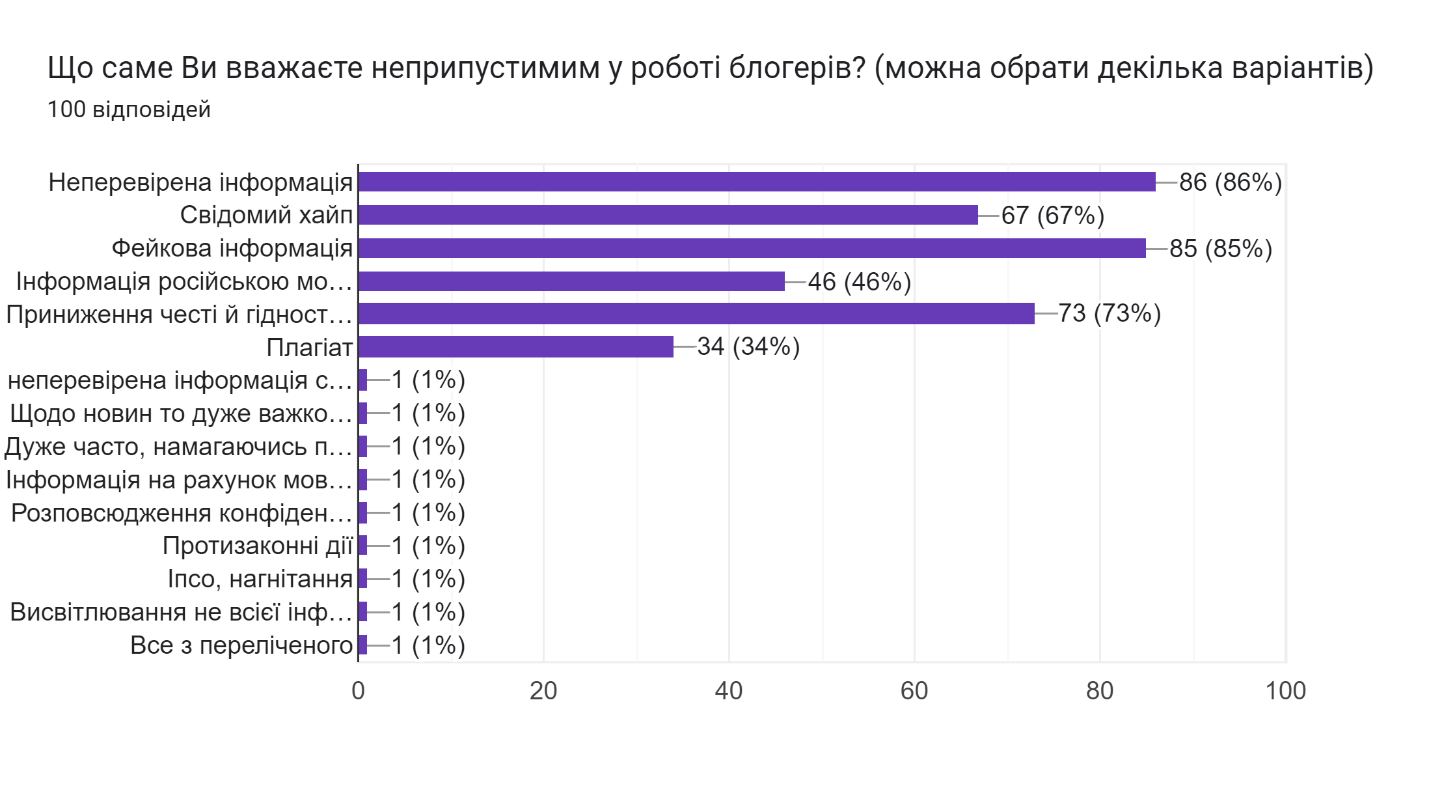 Що саме Ви вважаєте неприпустимим у роботі блогерів? (можна обрати декілька варіантів)
100 відповідей
Неперевірена інформація 86 (86%)
Свідомий хайп 67 (67%)
Фейкова інформація 85 (85%)
Інформація російською мо… 46 (46%)
Приниження честі й гідност… 73 (73%)
Плагіат 34 (34%)
неперевірена інформація с… 1 (1%)
Щодо новин то дуже важко… 1 (1%)
Дуже часто, намагаючись п… 1 (1%)
Інформація на рахунок мов… 1 (1%)
Розповсюдження конфіден… 1 (1%)
Протизаконні дії 1 (1%)
Іпсо, нагнітання 1 (1%)
Висвітлювання не всієї інф… 1 (1%)
Все з переліченого 1 (1%)
0 20 40 60 80 100